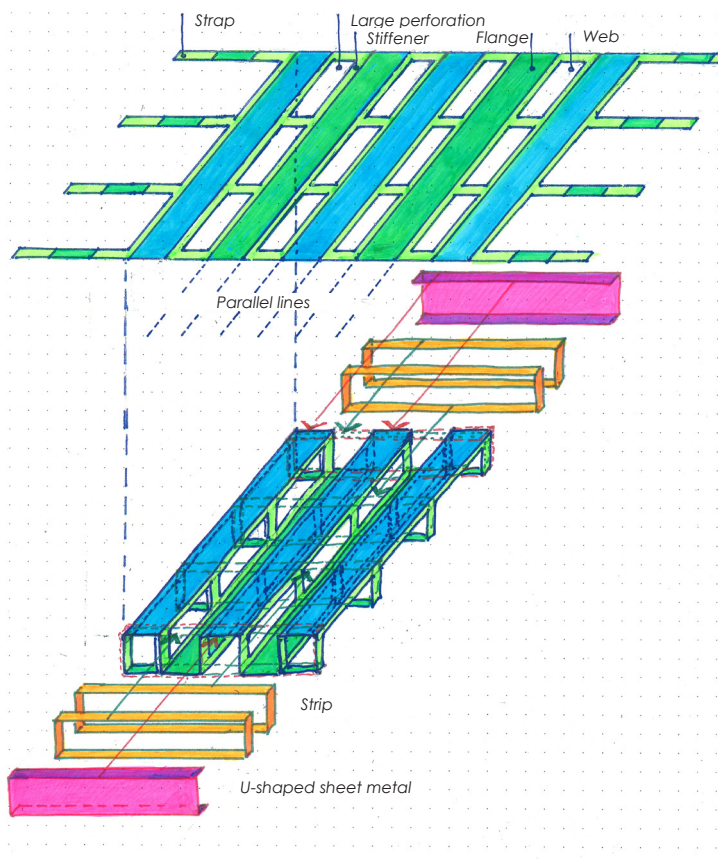 Strap
Large perforation
Stiffener
Flange
Web
Parallel lines
Strip
U-shaped sheet metal